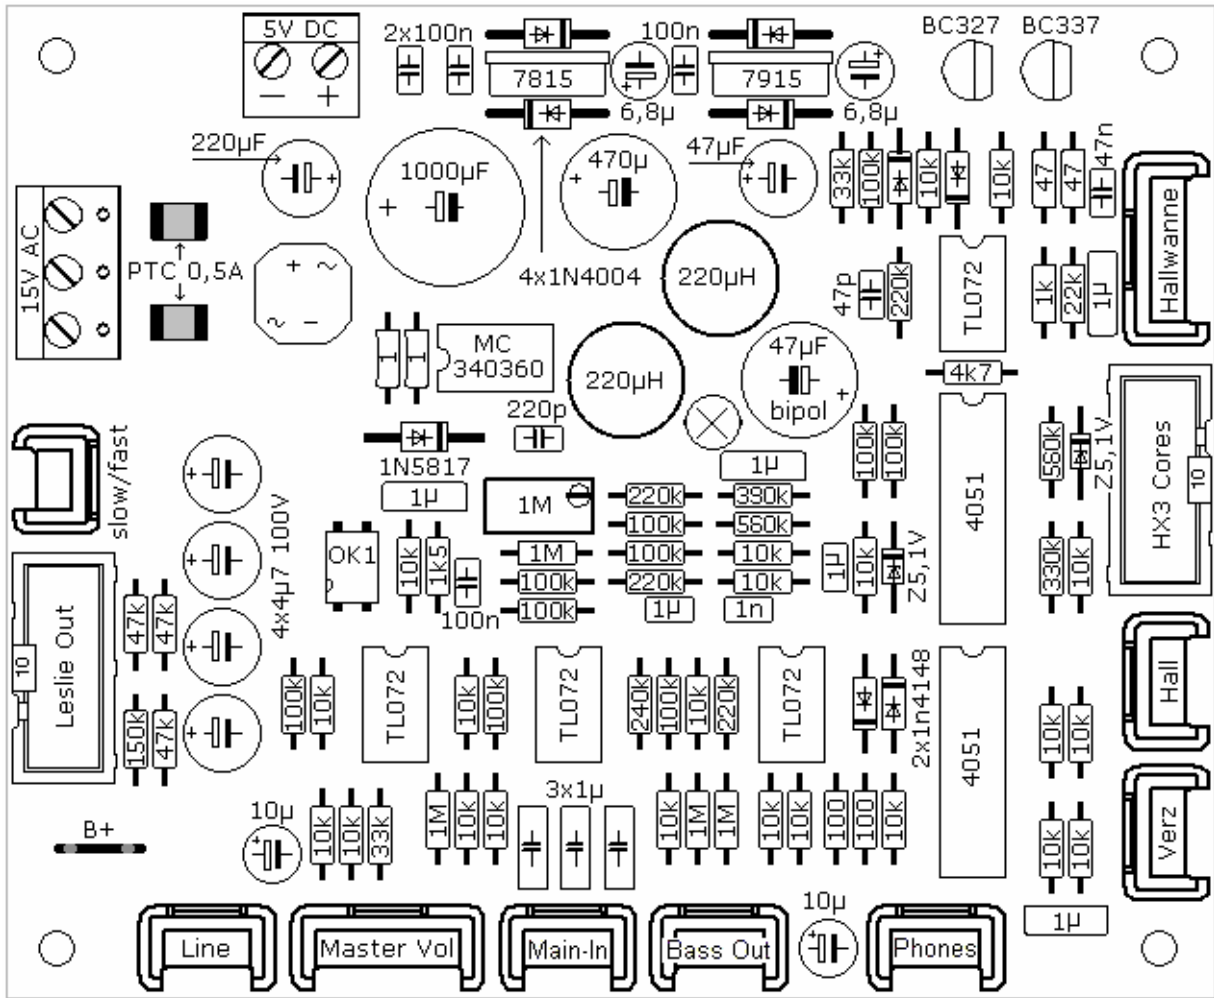 5V DC
− +
2x100n
7815
6,8µ
100n
7915
6,8µ
BC327
BC337
220µF
1000µF
+
470µ
47µF
33k
100k
10k
10k
47
47
47n
Hallwanne
15V AC
PTC 0,5A
+ ~
~ −
4x1N4004
220µH
47p
220k
TL072
1k
22k
1µ
1
1
MC
340360
220µH
47µF
bipol
4k7
220p
1N5817
1µ
1µ
100k
100k
4051
560k
Z5,1V
HX3 Cores
10
slow/fast
4x4µ7 100V
OK1
10k
1k5
100n
1M
1M
100k
100k
220k
100k
100k
220k
1µ
390k
560k
10k
10k
1n
1µ
10k
Z5,1V
330k
10k
Leslie Out
10
47k
47k
150k
47k
100k
10k
TL072
100k
10k
TL072
240k
100k
10k
220k
TL072
2x1n4148
4051
Hall
10k
10k
B+
10µ
10k
10k
33k
1M
10k
10k
3x1µ
10k
1M
1M
10k
10k
100
100
10k
10k
10k
Verz
1µ
Line
Master Vol
Main-In
Bass Out
10µ
Phones